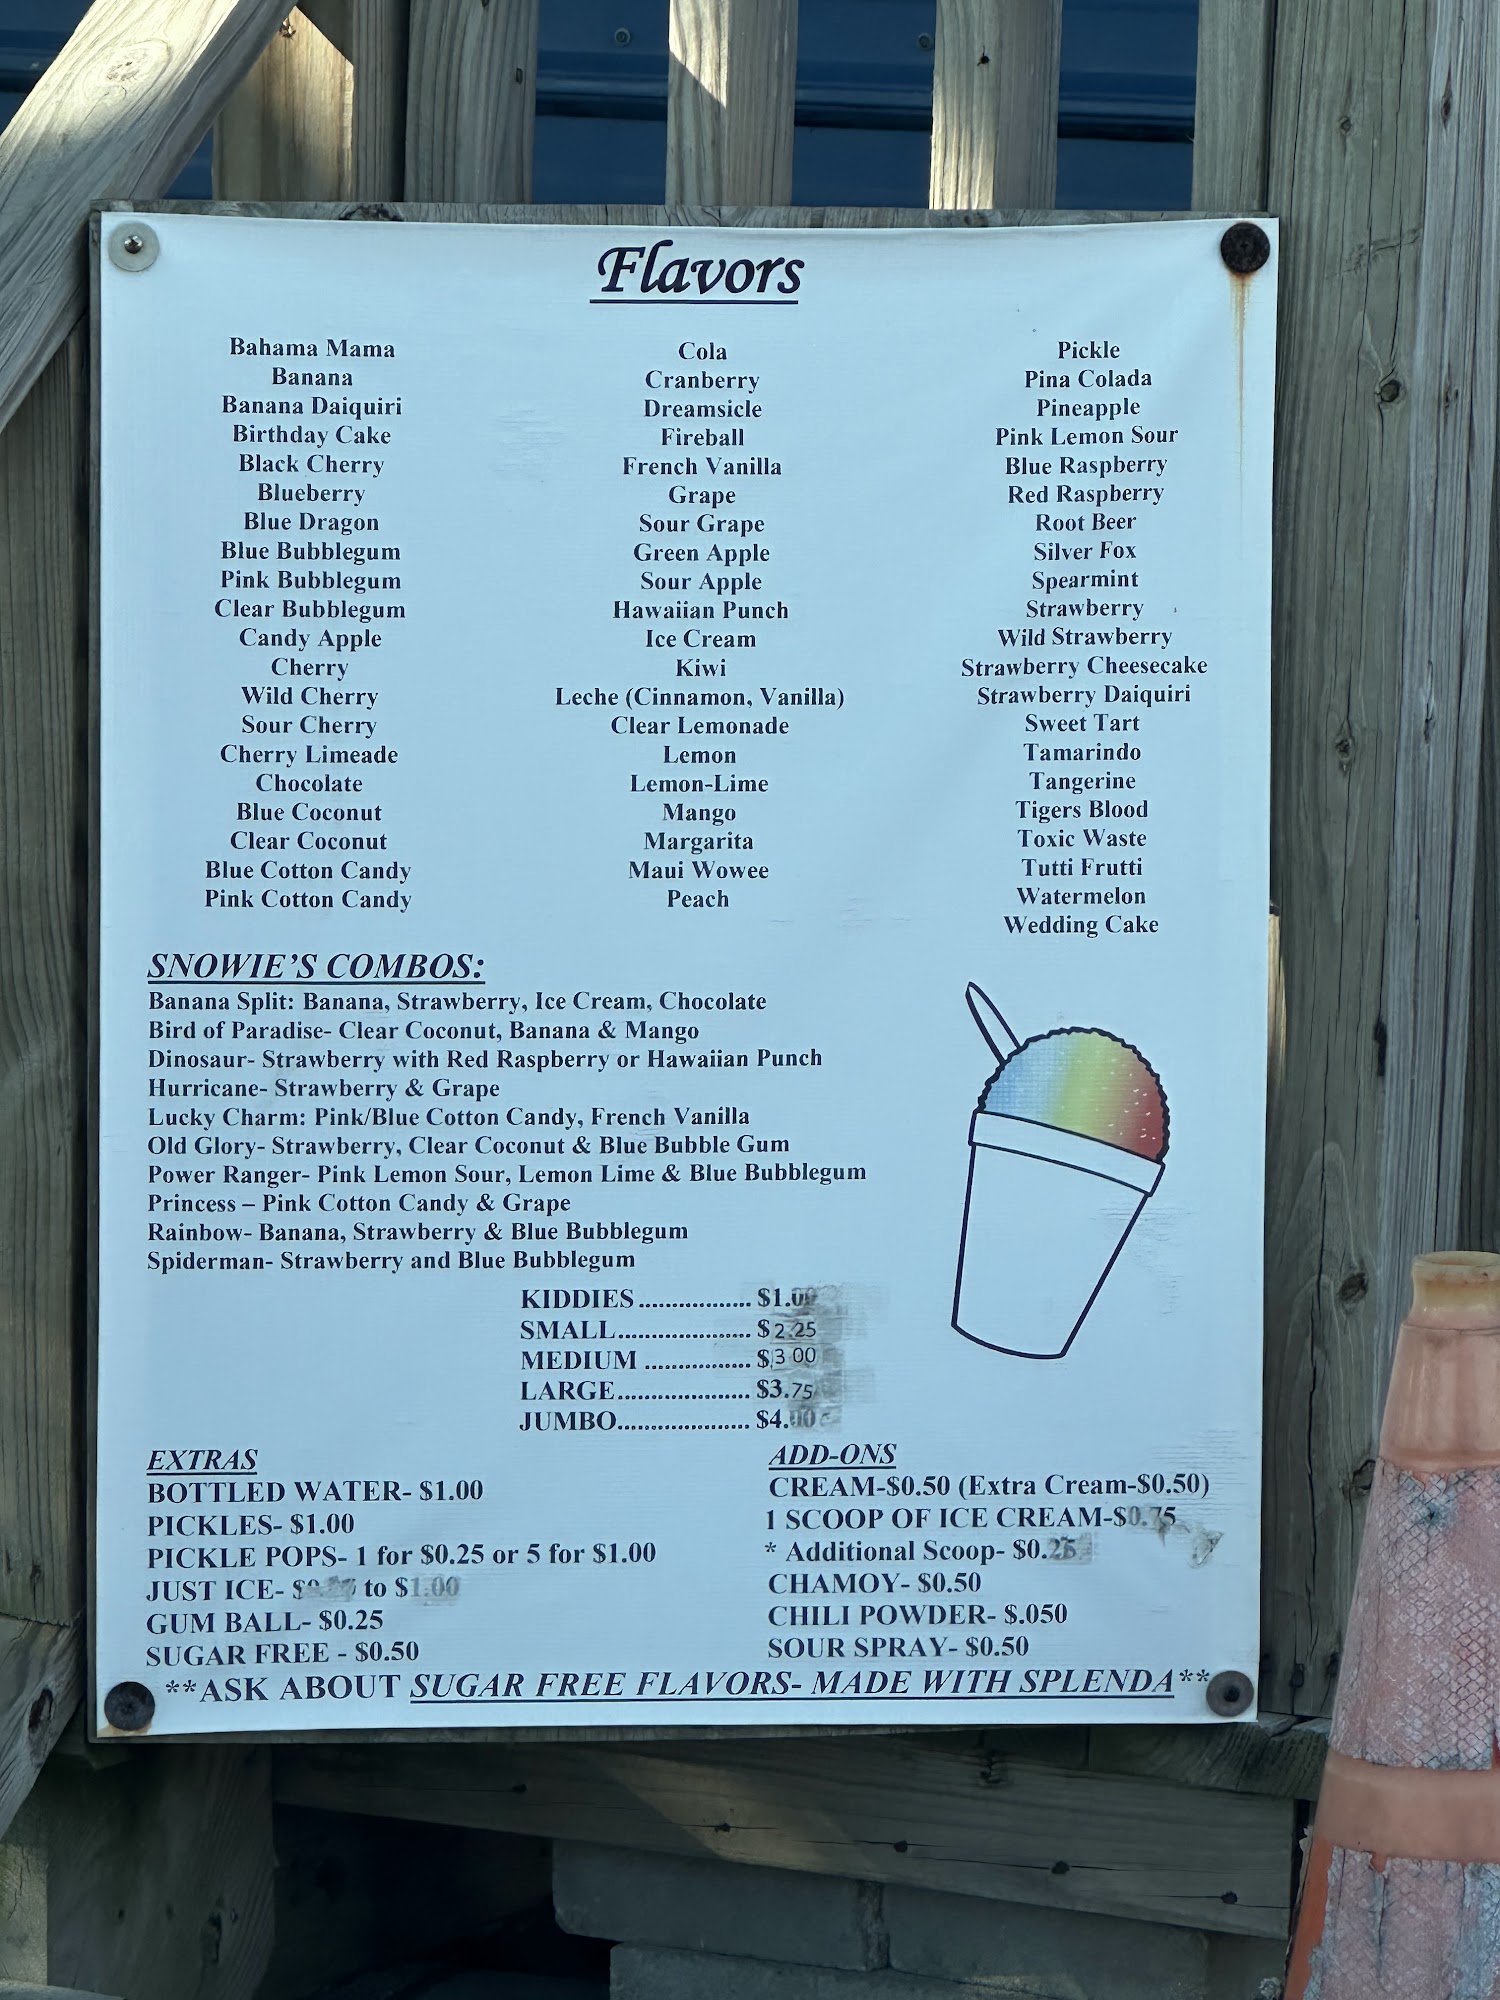 Flavors
Bahama Mama
Banana
Banana Daiquiri
Birthday Cake
Black Cherry
Blueberry
Blue Dragon
Blue Bubblegum
Pink Bubblegum
Clear Bubblegum
Candy Apple
Cherry
Wild Cherry
Sour Cherry
Cherry Limeade
Chocolate
Blue Coconut
Clear Coconut
Blue Cotton Candy
Pink Cotton Candy
Cola
Cranberry
Dreamsicle
Fireball
French Vanilla
Grape
Sour Grape
Green Apple
Sour Apple
Hawaiian Punch
Ice Cream
Kiwi
Leche (Cinnamon, Vanilla)
Clear Lemonade
Lemon
Lemon-Lime
Mango
Margarita
Maui Wowee
Peach
Pickle
Pina Colada
Pineapple
Pink Lemon Sour
Blue Raspberry
Red Raspberry
Root Beer
Silver Fox
Spearmint
Strawberry
Wild Strawberry
Strawberry Cheesecake
Strawberry Daiquiri
Sweet Tart
Tamarindo
Tangerine
Tigers Blood
Toxic Waste
Tutti Frutti
Watermelon
Wedding Cake
SNOWIE'S COMBOS:
Banana Split: Banana, Strawberry, Ice Cream, Chocolate
Bird of Paradise- Clear Coconut, Banana & Mango
Dinosaur- Strawberry with Red Raspberry or Hawaiian Punch
Hurricane- Strawberry & Grape
Lucky Charm: Pink/Blue Cotton Candy, French Vanilla
Old Glory- Strawberry, Clear Coconut & Blue Bubble Gum
Power Ranger- Pink Lemon Sour, Lemon Lime & Blue Bubblegum
Princess – Pink Cotton Candy & Grape
Rainbow- Banana, Strawberry & Blue Bubblegum
Spiderman- Strawberry and Blue Bubblegum
KIDDIES ................. $1.00
SMALL..................... $2.25
MEDIUM ................. $3 00
LARGE..................... $3.75
JUMBO..................... $4.00
EXTRAS
BOTTLED WATER- $1.00
PICKLES- $1.00
PICKLE POPS- 1 for $0.25 or 5 for $1.00
JUST ICE- to $1.00
GUM BALL- $0.25
SUGAR FREE - $0.50
ADD-ONS
CREAM-$0.50 (Extra Cream-$0.50)
1 SCOOP OF ICE CREAM-$0.75
* Additional Scoop- $0.25
CHAMOY- $0.50
CHILI POWDER- $.050
SOUR SPRAY- $0.50
**ASK ABOUT SUGAR FREE FLAVORS- MADE WITH SPLENDA**